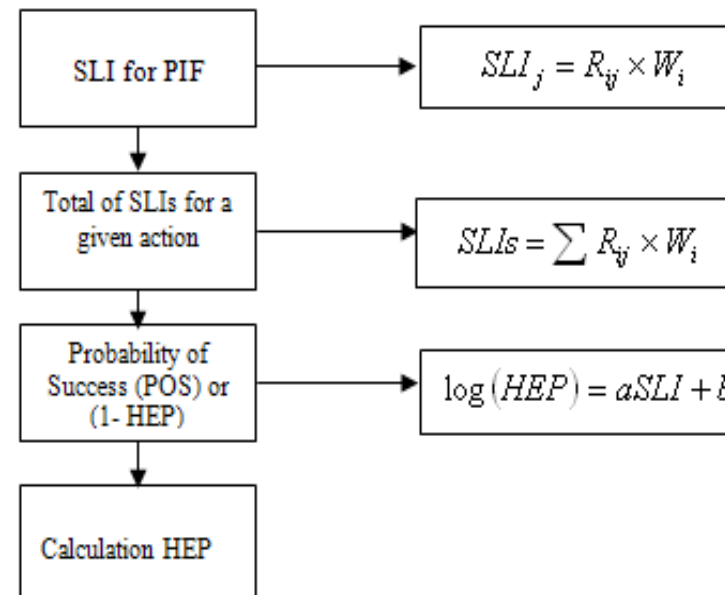 SLI for PIF
SLI_j = R_ij × W_i
Total of SLIs for a
given action
SLIs = ∑ R_ij × W_i
Probability of
Success (POS) or
(1- HEP)
log(HEP) = aSLI +
Calculation HEP